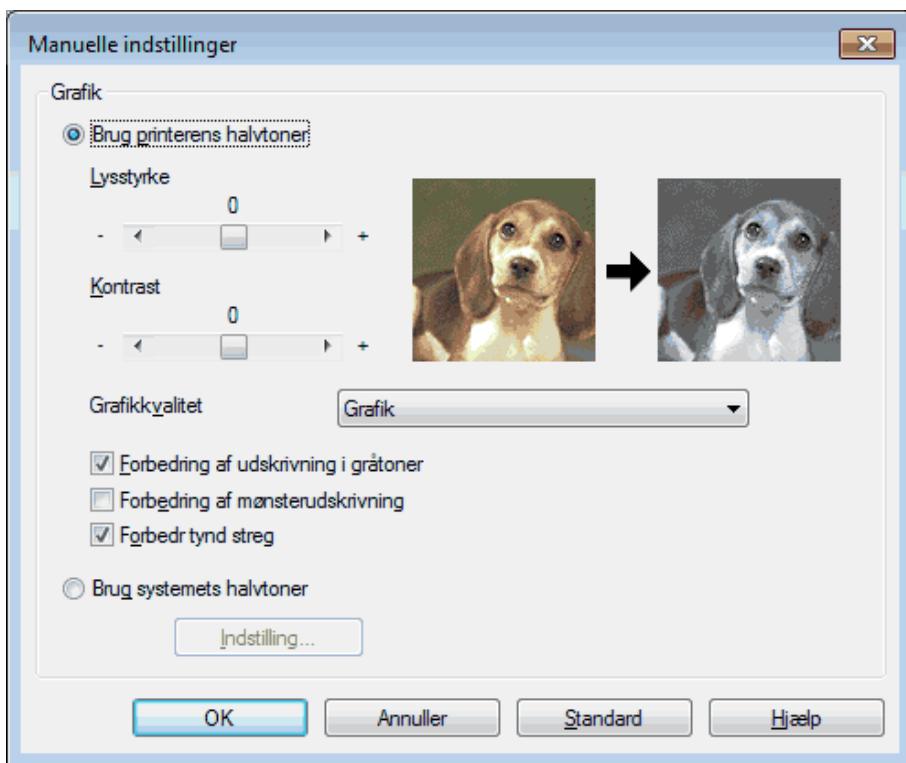 Manuelle indstillinger
Grafik
Brug printerens halvtoner
Lysstyrke
0
- +
Kontrast
0
- +
Grafikkvalitet Grafik
Forbedring af udskrivning i gråtoner
Forbedring af mønsterudskrivning
Forbedr tynd streg
Brug systemets halvtoner
Indstilling...
OK Annuller Standard Hjælp